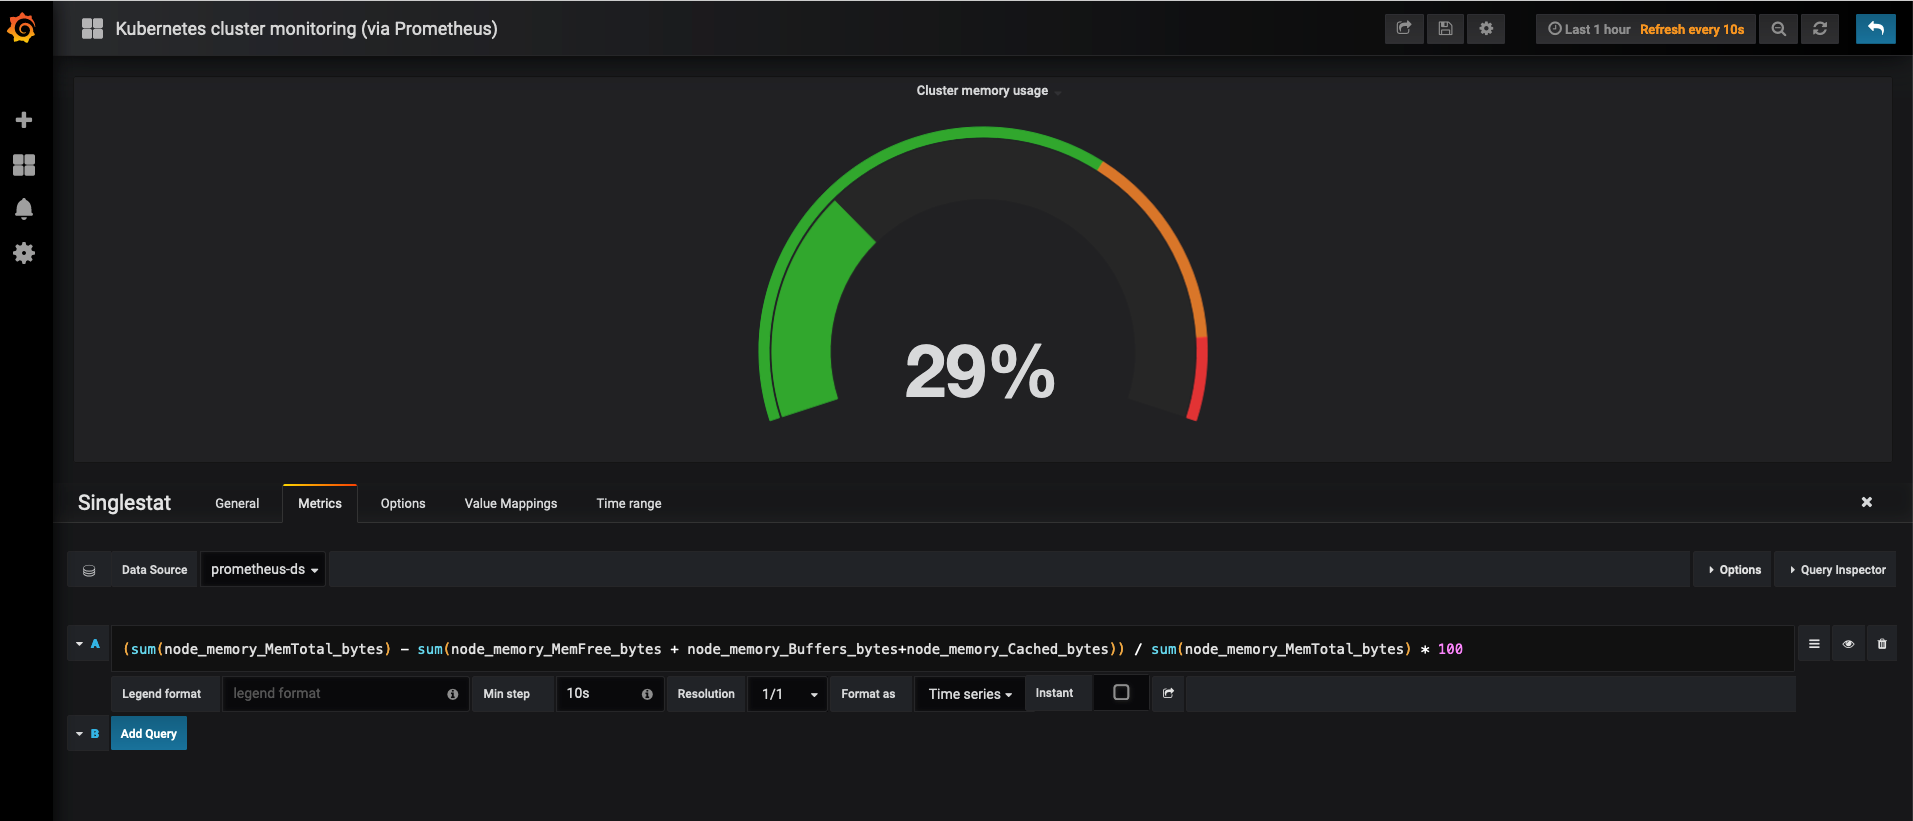 Kubernetes cluster monitoring (via Prometheus)
Last 1 hour Refresh every 10s
Cluster memory usage
29%
Singlestat General Metrics Options Value Mappings Time range
Data Source prometheus-ds Options Query Inspector
A (sum(node_memory_MemTotal_bytes) - sum(node_memory_MemFree_bytes + node_memory_Buffers_bytes+node_memory_Cached_bytes)) / sum(node_memory_MemTotal_bytes) * 100
Legend format legend format Min step 10s Resolution 1/1 Format as Time series Instant
B Add Query